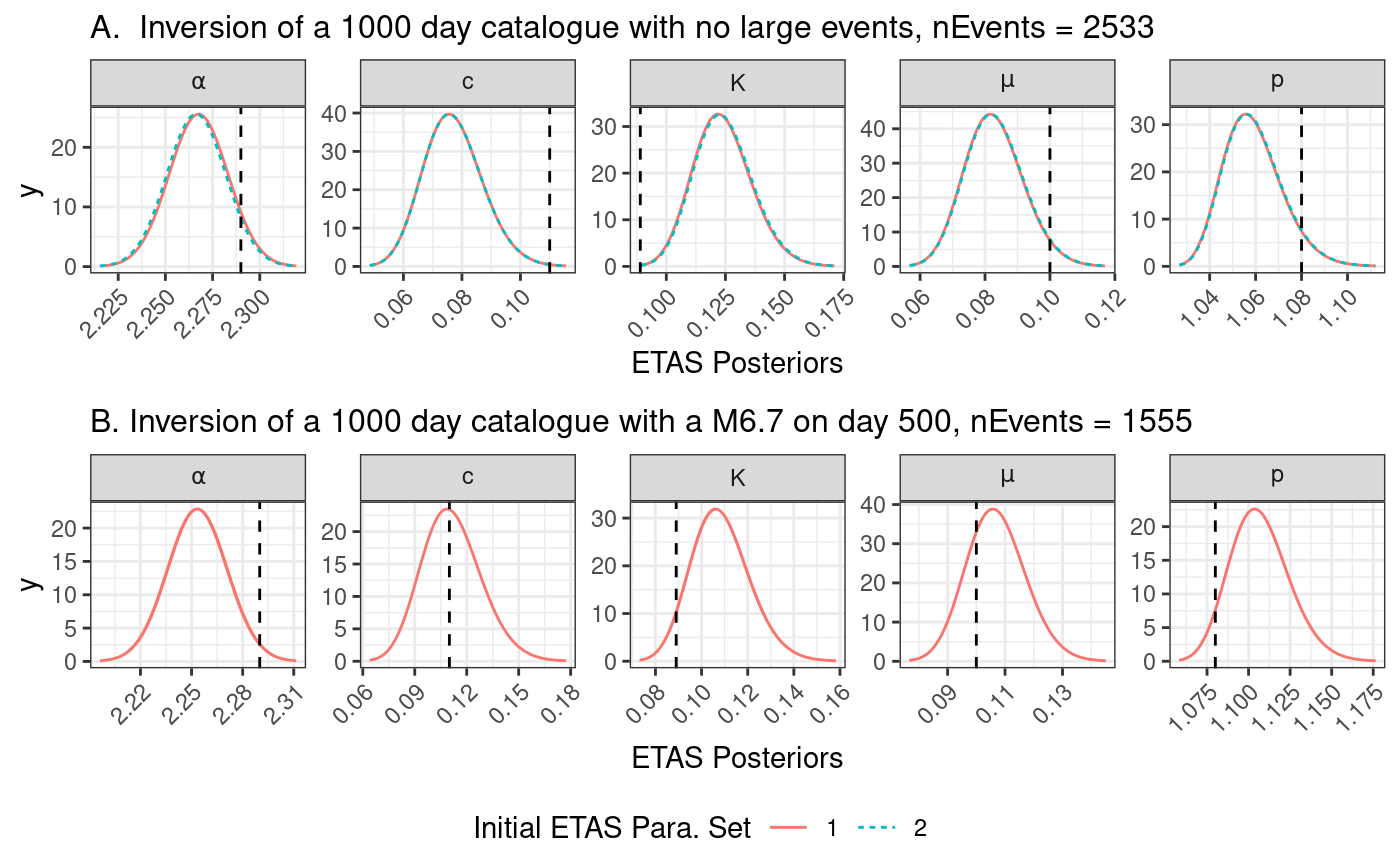 A.  Inversion of a 1000 day catalogue with no large events, nEvents = 2533
α c K μ p
y
20 10 0
40 30 20 10 0
30 20 10 0
40 30 20 10 0
30 20 10 0
2.225 2.250 2.275 2.300
0.06 0.08 0.10
0.100 0.125 0.150 0.175
0.06 0.08 0.10 0.12
1.04 1.06 1.08 1.10
ETAS Posteriors
B. Inversion of a 1000 day catalogue with a M6.7 on day 500, nEvents = 1555
α c K μ p
y
20 15 10 5 0
20 15 10 5 0
30 20 10 0
40 30 20 10 0
20 15 10 5 0
2.22 2.25 2.28 2.31
0.06 0.09 0.12 0.15 0.18
0.08 0.10 0.12 0.14 0.16
0.09 0.11 0.13
1.075 1.100 1.125 1.150 1.175
ETAS Posteriors
Initial ETAS Para. Set 1 2